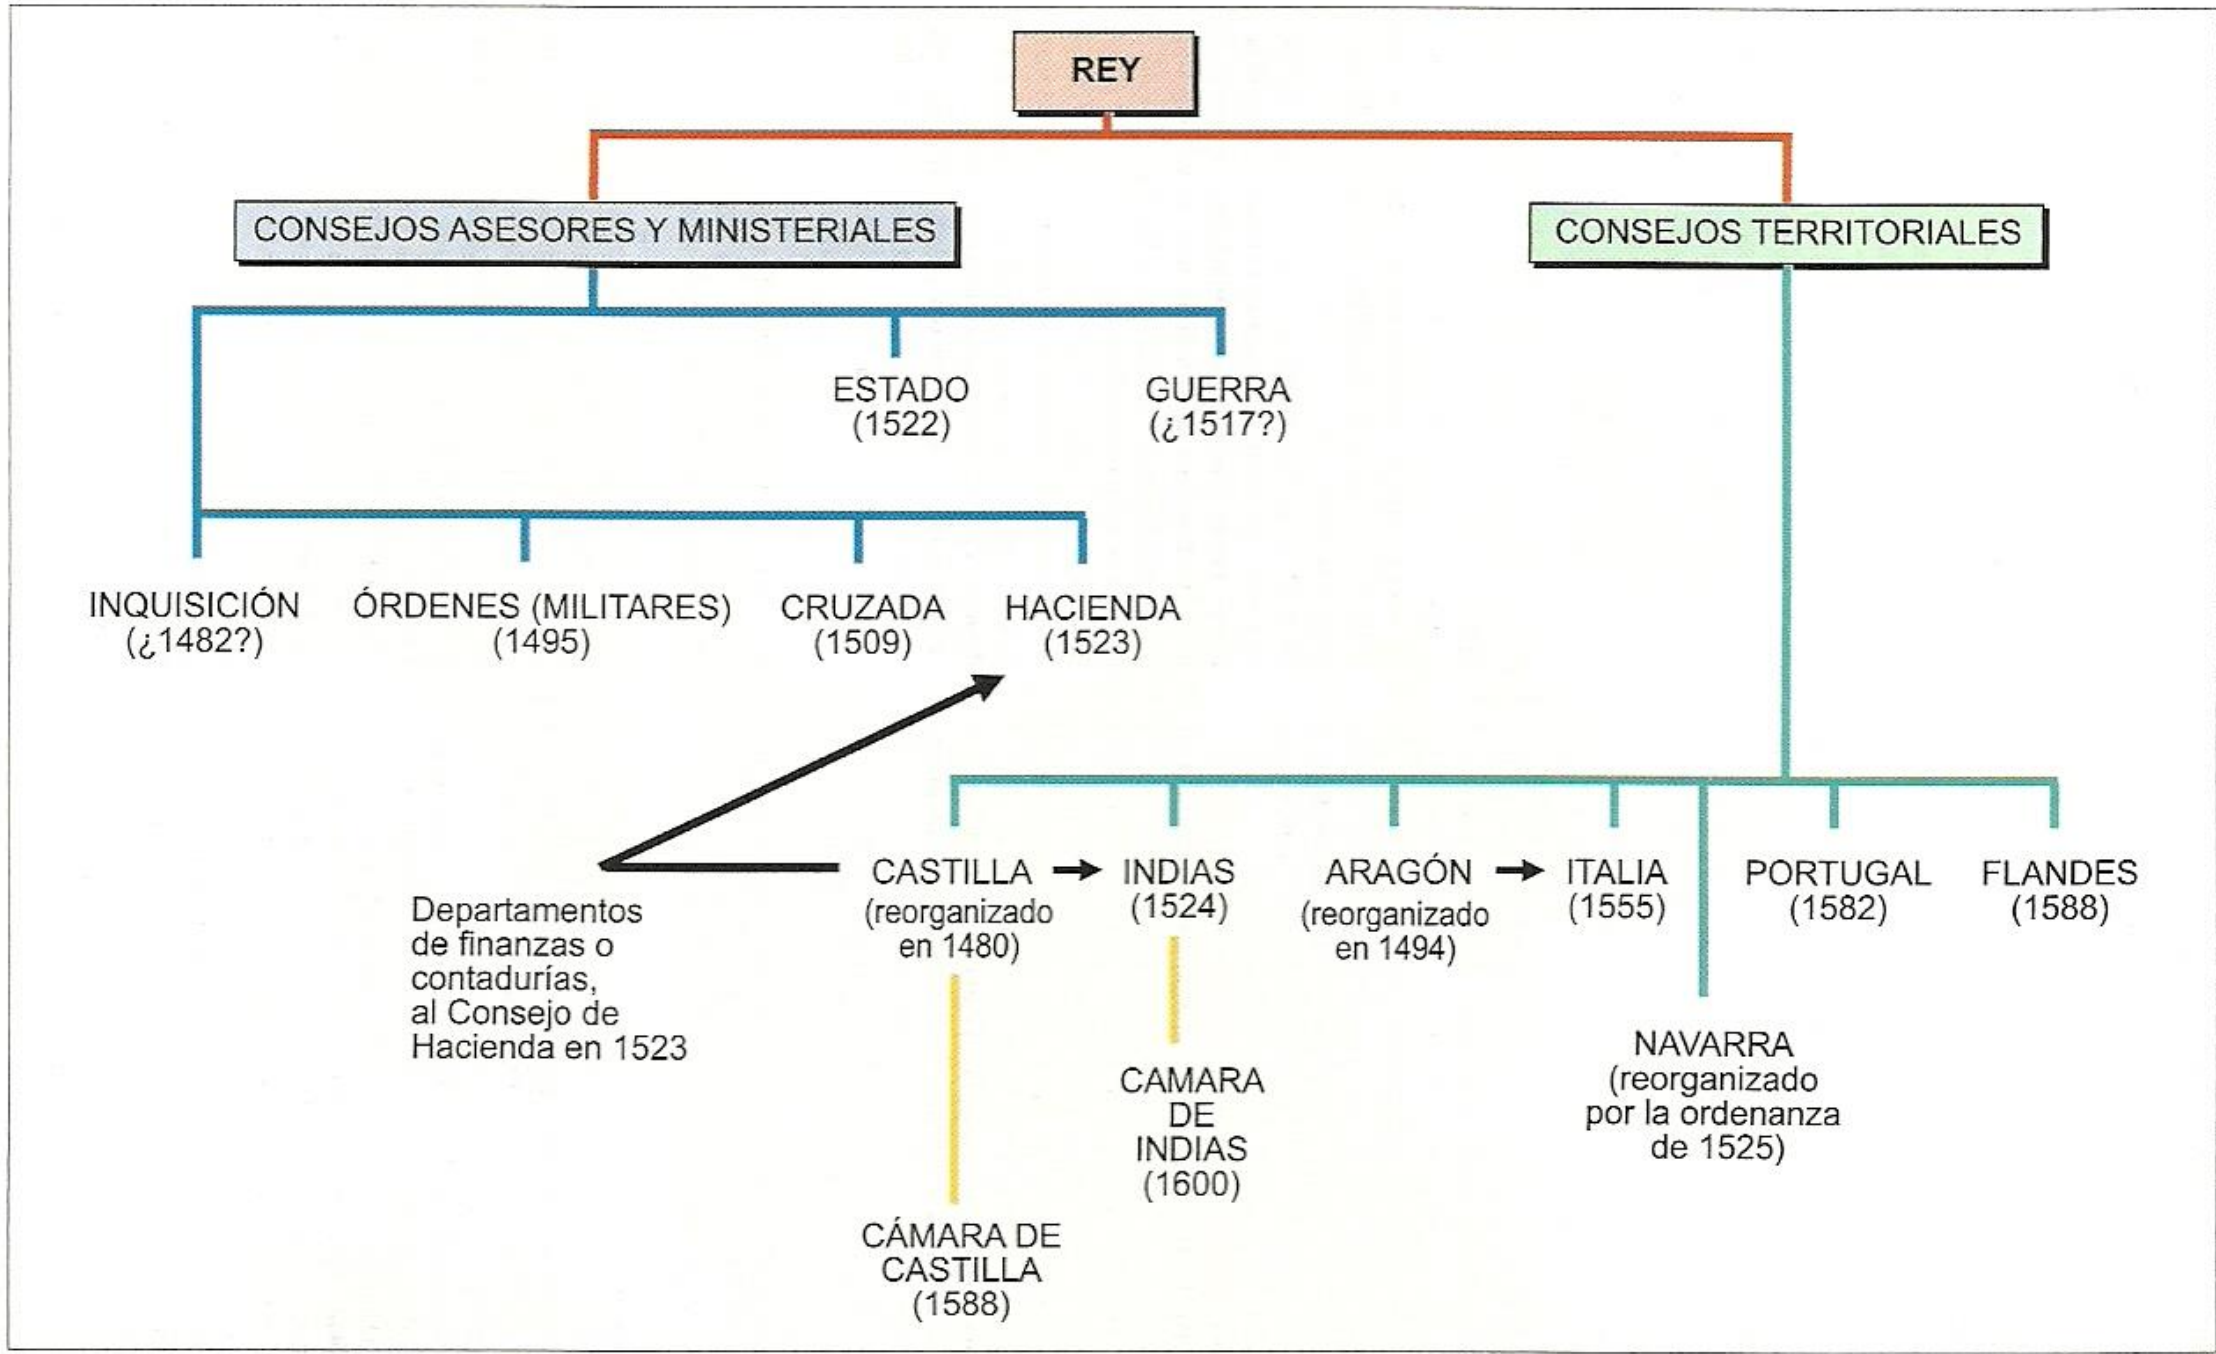 REY
CONSEJOS ASESORES Y MINISTERIALES
CONSEJOS TERRITORIALES
ESTADO
(1522)
GUERRA
(¿1517?)
INQUISICIÓN
(¿1482?)
ÓRDENES (MILITARES)
(1495)
CRUZADA
(1509)
HACIENDA
(1523)
Departamentos
de finanzas o
contadurías,
al Consejo de
Hacienda en 1523
CASTILLA
(reorganizado
en 1480)
INDIAS
(1524)
ARAGÓN
(reorganizado
en 1494)
ITALIA
(1555)
PORTUGAL
(1582)
FLANDES
(1588)
NAVARRA
(reorganizado
por la ordenanza
de 1525)
CAMARA
DE
INDIAS
(1600)
CÁMARA DE
CASTILLA
(1588)